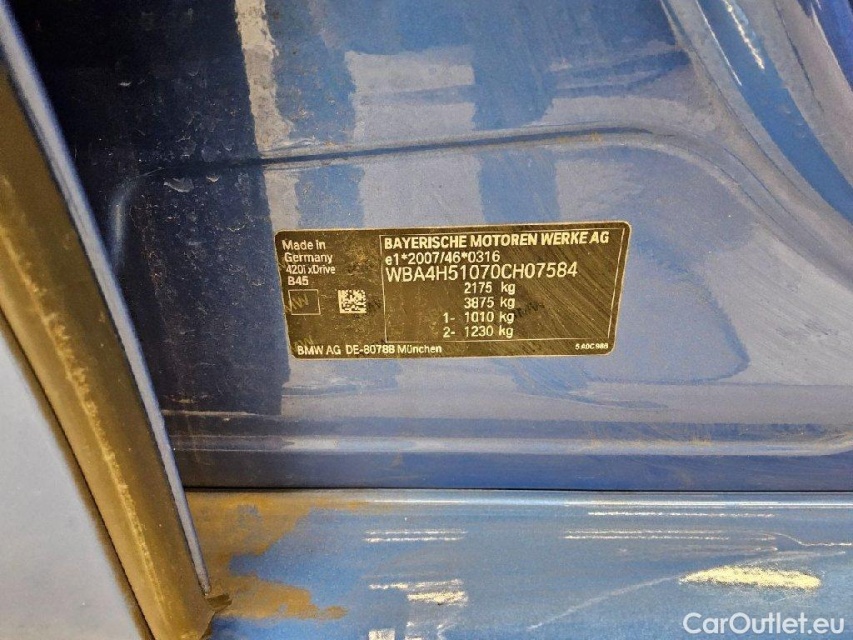 Made in
Germany
420i xDrive
B45
BAYERISCHE MOTOREN WERKE AG
e1*2007/46*0316
WBA4H51070CH07584
2175 kg
3875 kg
1- 1010 kg
2- 1230 kg
BMW AG DE-80788 München
CarOutlet.eu